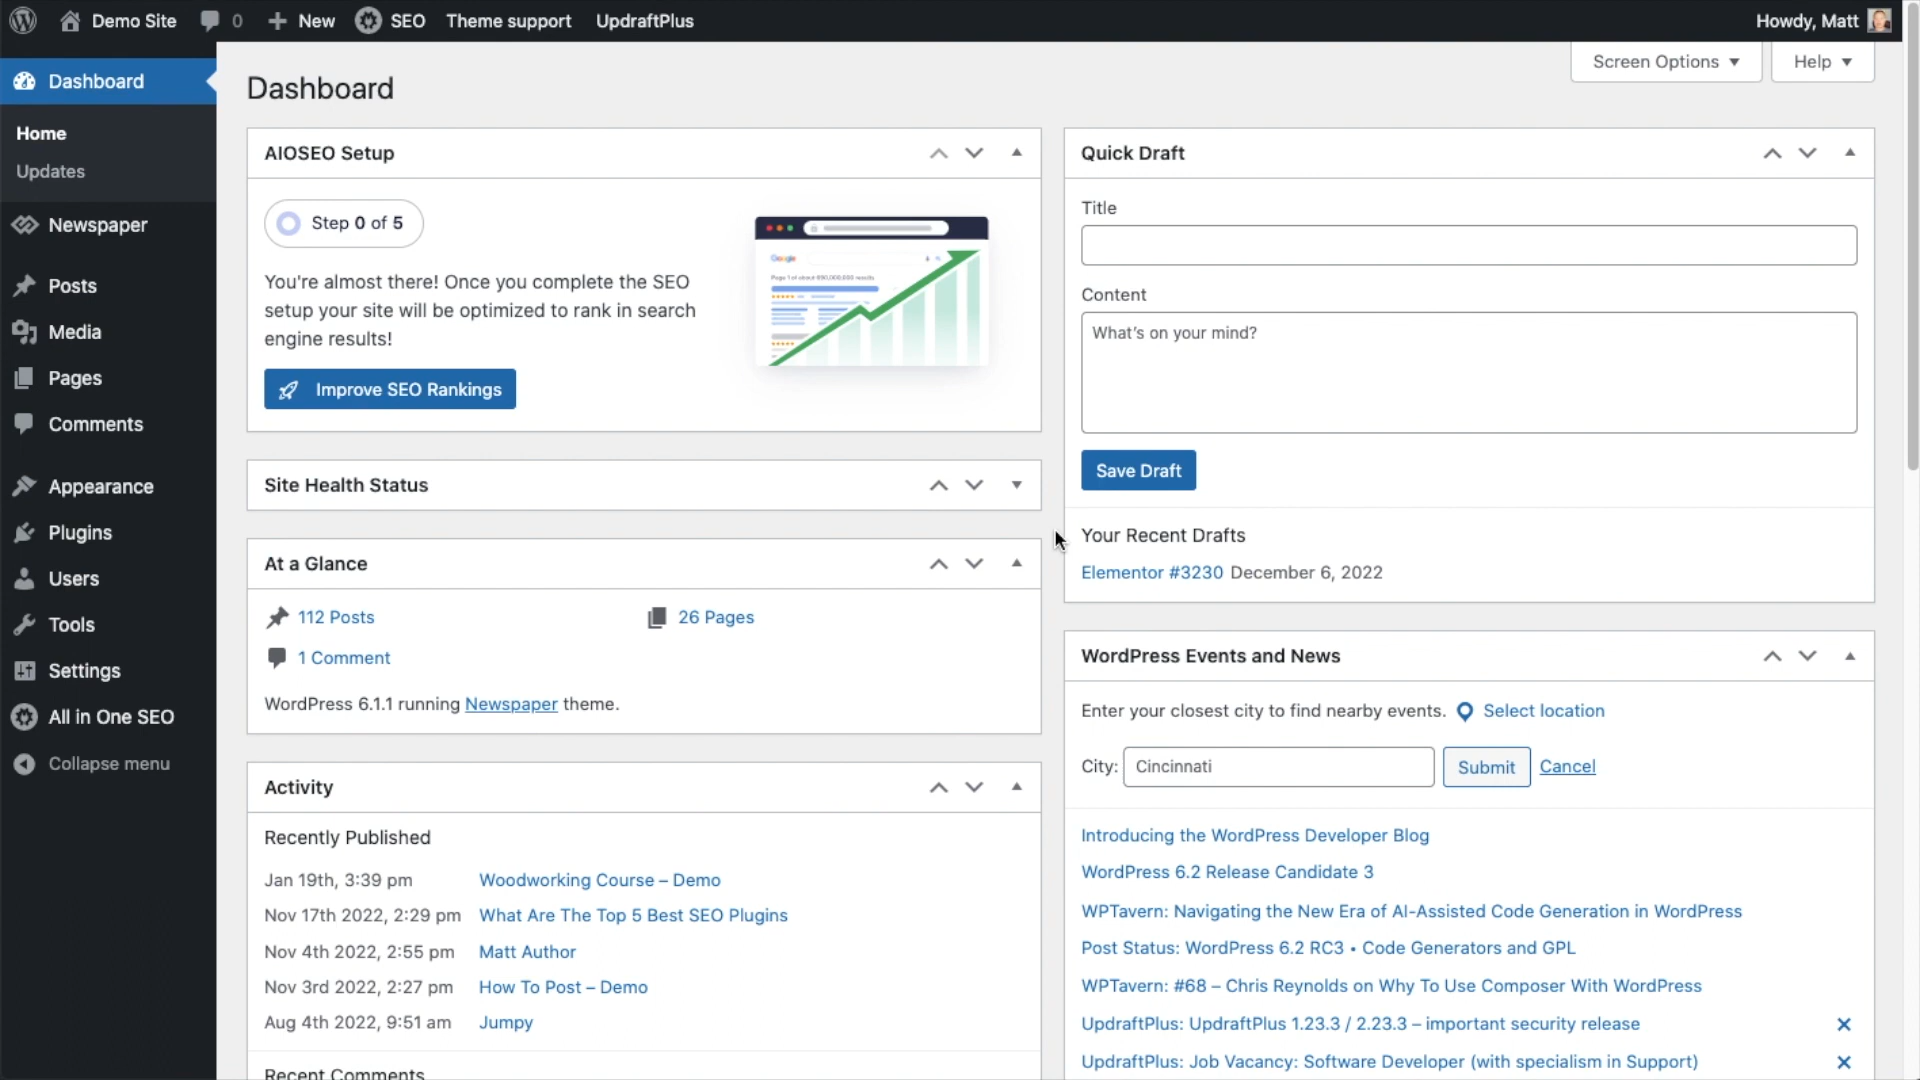 Demo Site 0 New SEO Theme support UpdraftPlus Howdy, Matt
Screen Options Help
Dashboard
Home
Updates
Newspaper
Posts
Media
Pages
Comments
Appearance
Plugins
Users
Tools
Settings
All in One SEO
Collapse menu
Dashboard
AIOSEO Setup
Step 0 of 5
You're almost there! Once you complete the SEO
setup your site will be optimized to rank in search
engine results!
Improve SEO Rankings
Google
Site Health Status
At a Glance
112 Posts 26 Pages
1 Comment
WordPress 6.1.1 running Newspaper theme.
Activity
Recently Published
Jan 19th, 3:39 pm Woodworking Course – Demo
Nov 17th 2022, 2:29 pm What Are The Top 5 Best SEO Plugins
Nov 4th 2022, 2:55 pm Matt Author
Nov 3rd 2022, 2:27 pm How To Post – Demo
Aug 4th 2022, 9:51 am Jumpy
Recent Comments
Quick Draft
Title
Content
What's on your mind?
Save Draft
Your Recent Drafts
Elementor #3230 December 6, 2022
WordPress Events and News
Enter your closest city to find nearby events. Select location
City: Cincinnati Submit Cancel
Introducing the WordPress Developer Blog
WordPress 6.2 Release Candidate 3
WPTavern: Navigating the New Era of AI-Assisted Code Generation in WordPress
Post Status: WordPress 6.2 RC3 • Code Generators and GPL
WPTavern: #68 – Chris Reynolds on Why To Use Composer With WordPress
UpdraftPlus: UpdraftPlus 1.23.3 / 2.23.3 – important security release
UpdraftPlus: Job Vacancy: Software Developer (with specialism in Support)